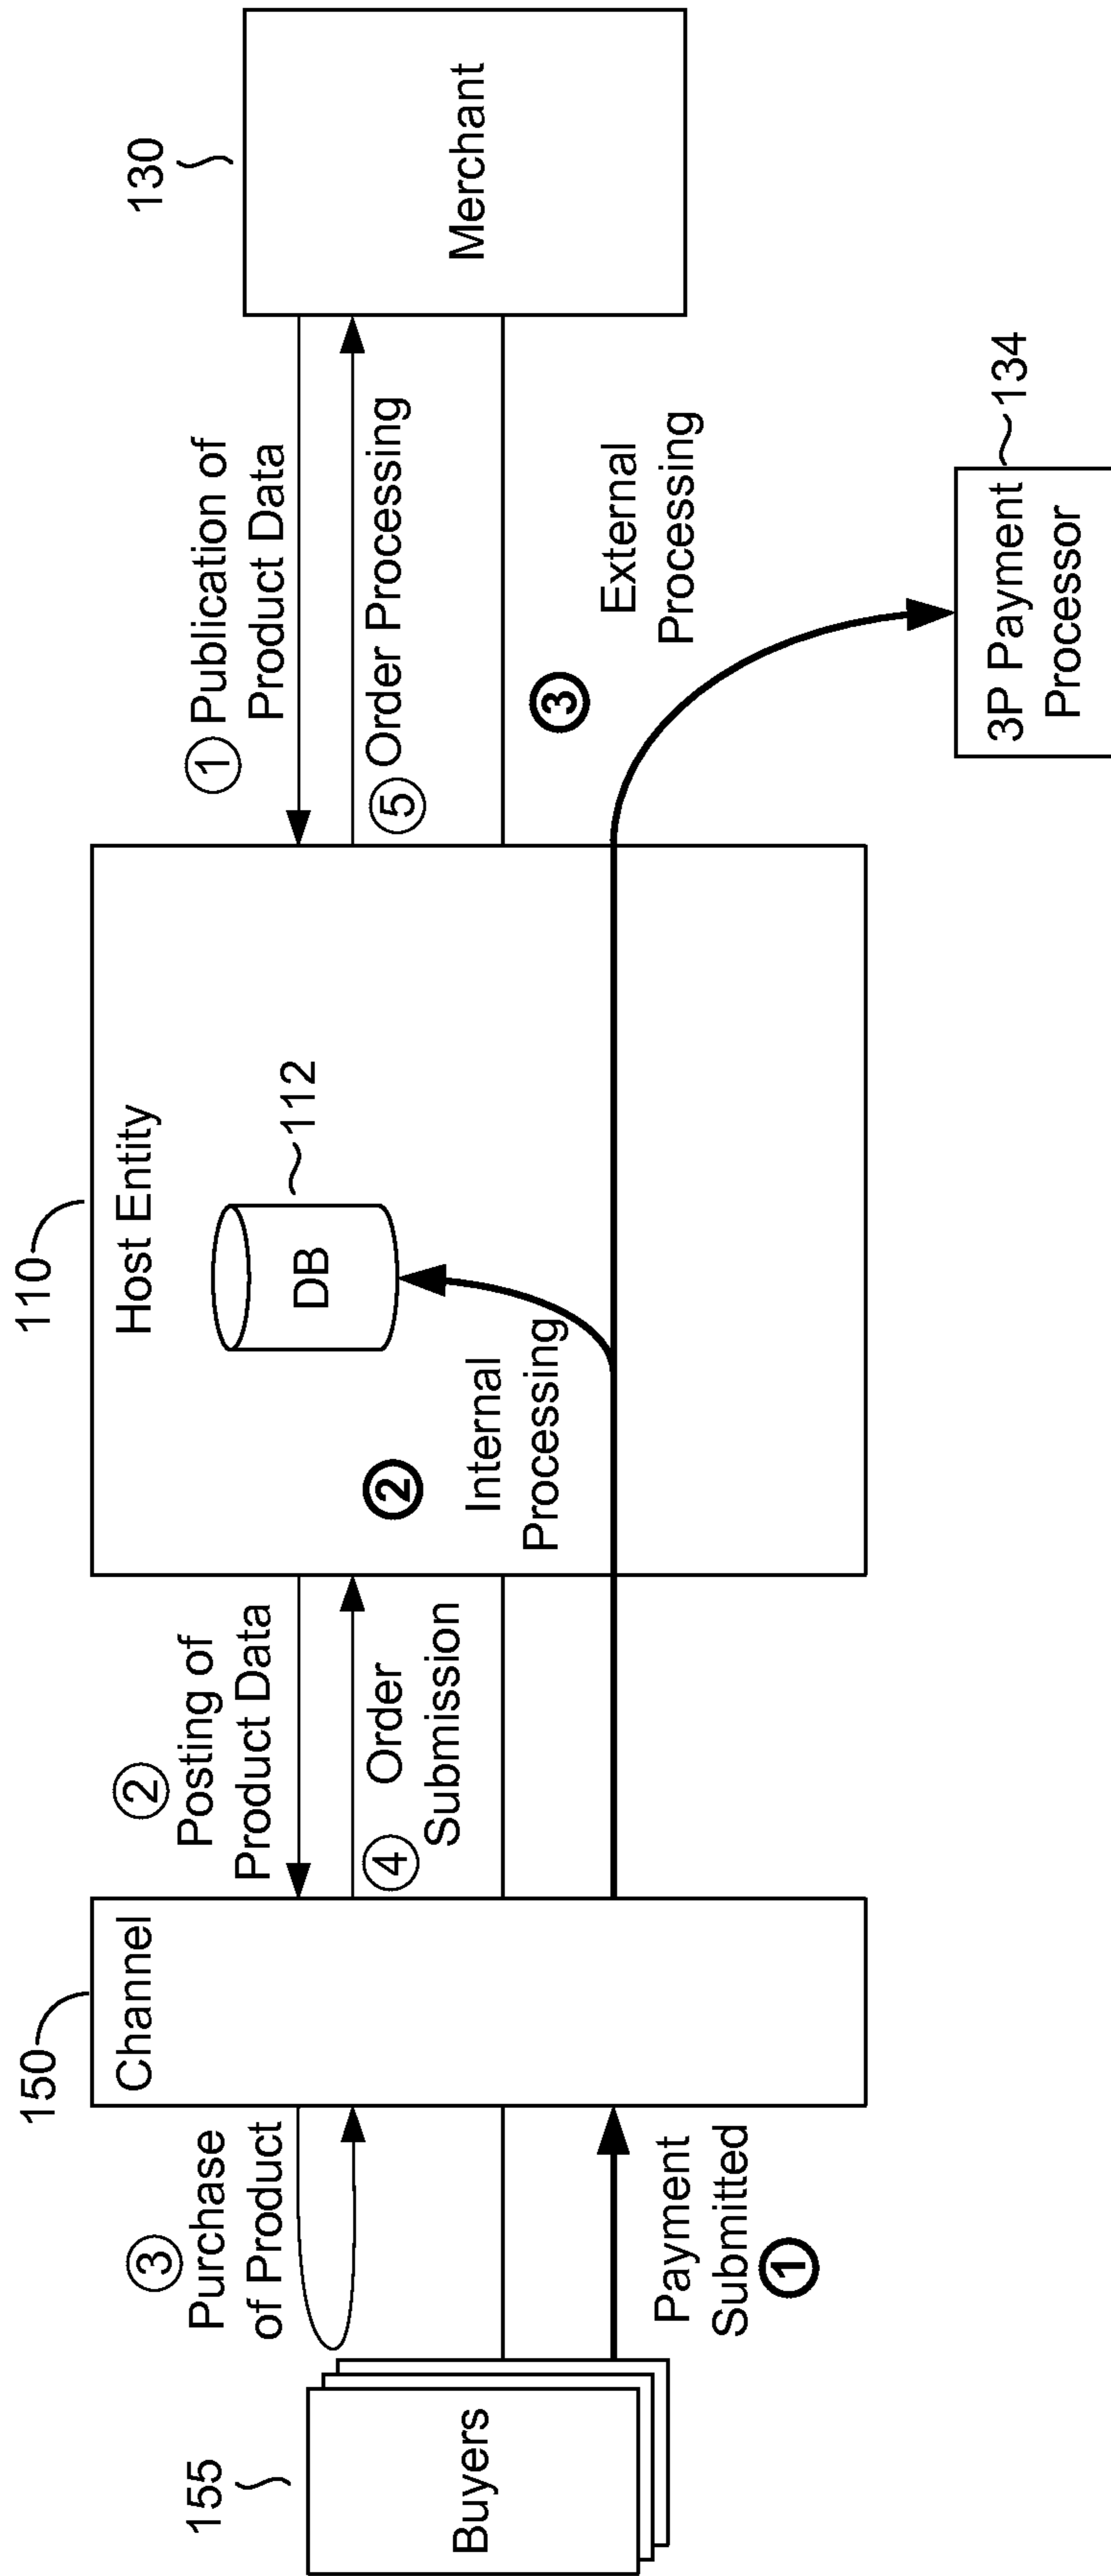 150
Channel
110
Host Entity
130
Merchant
155
Buyers
DB
112
③
Purchase
of Product
②
Posting of
Product Data
① Publication of
Product Data
④ Order
Submission
⑤ Order Processing
②
Internal
Processing
③
External
Processing
Payment
Submitted
①
3P Payment
Processor
134